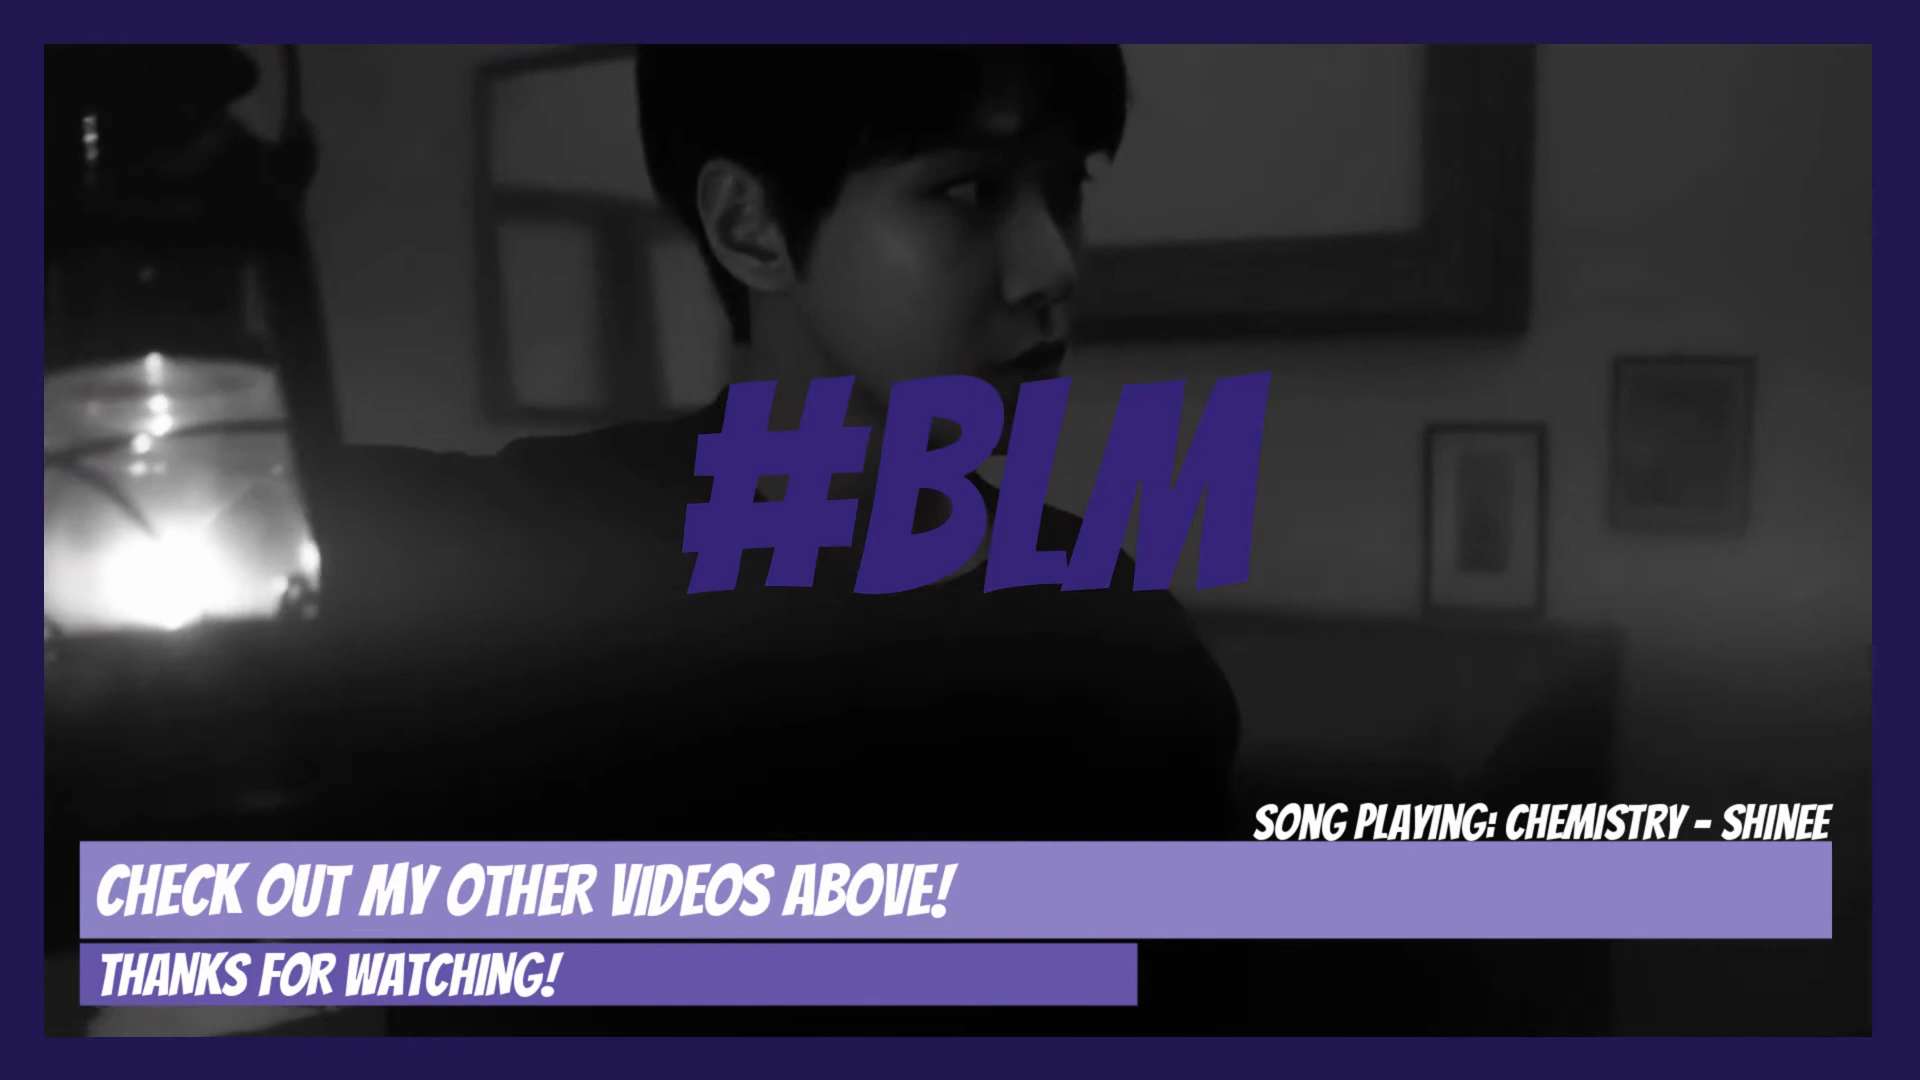 #BLM
SONG PLAYING: CHEMISTRY - SHINEE
CHECK OUT MY OTHER VIDEOS ABOVE!
THANKS FOR WATCHING!